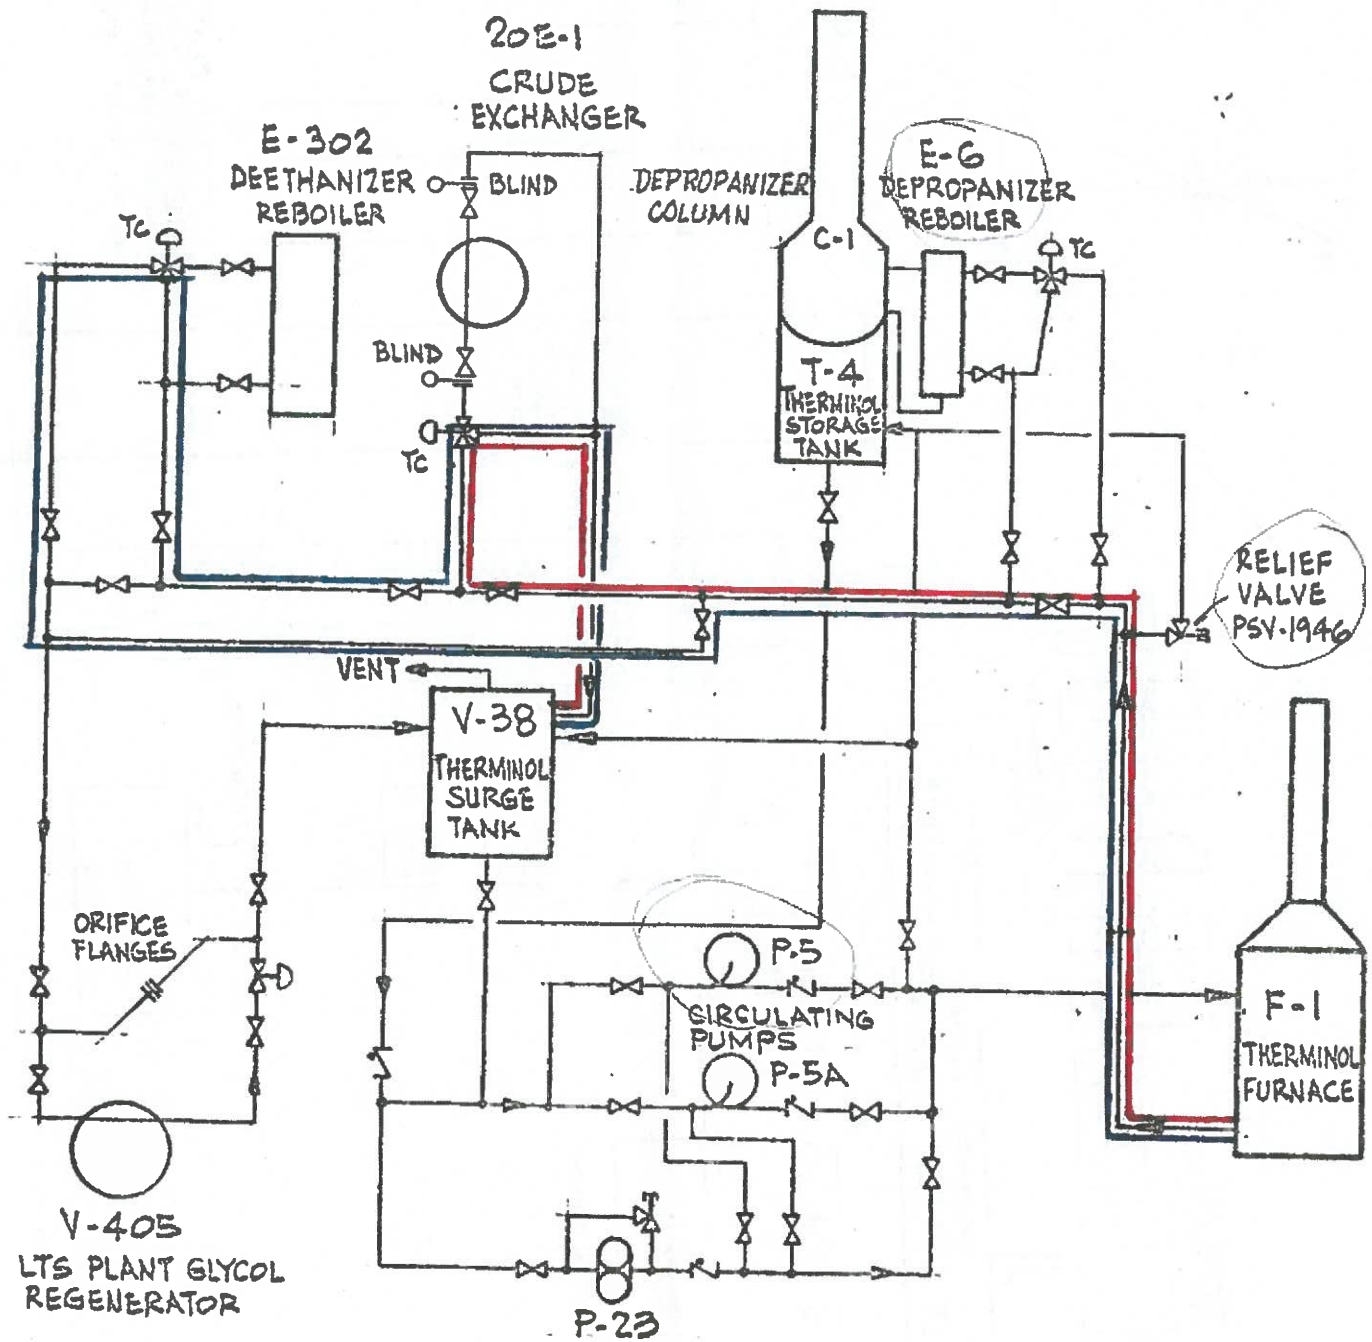 20E-1
CRUDE
EXCHANGER
E-302
DEETHANIZER
REBOILER
BLIND
TC
BLIND
TC
DEPROPANIZER
COLUMN
C-1
E-6
DEPROPANIZER
REBOILER
TC
T-4
THERMINOL
STORAGE
TANK
RELIEF
VALVE
PSV-1946
VENT
V-38
THERMINOL
SURGE
TANK
ORIFICE
FLANGES
P-5
CIRCULATING
PUMPS
P-5A
F-1
THERMINOL
FURNACE
V-405
LTS PLANT GLYCOL
REGENERATOR
P-23